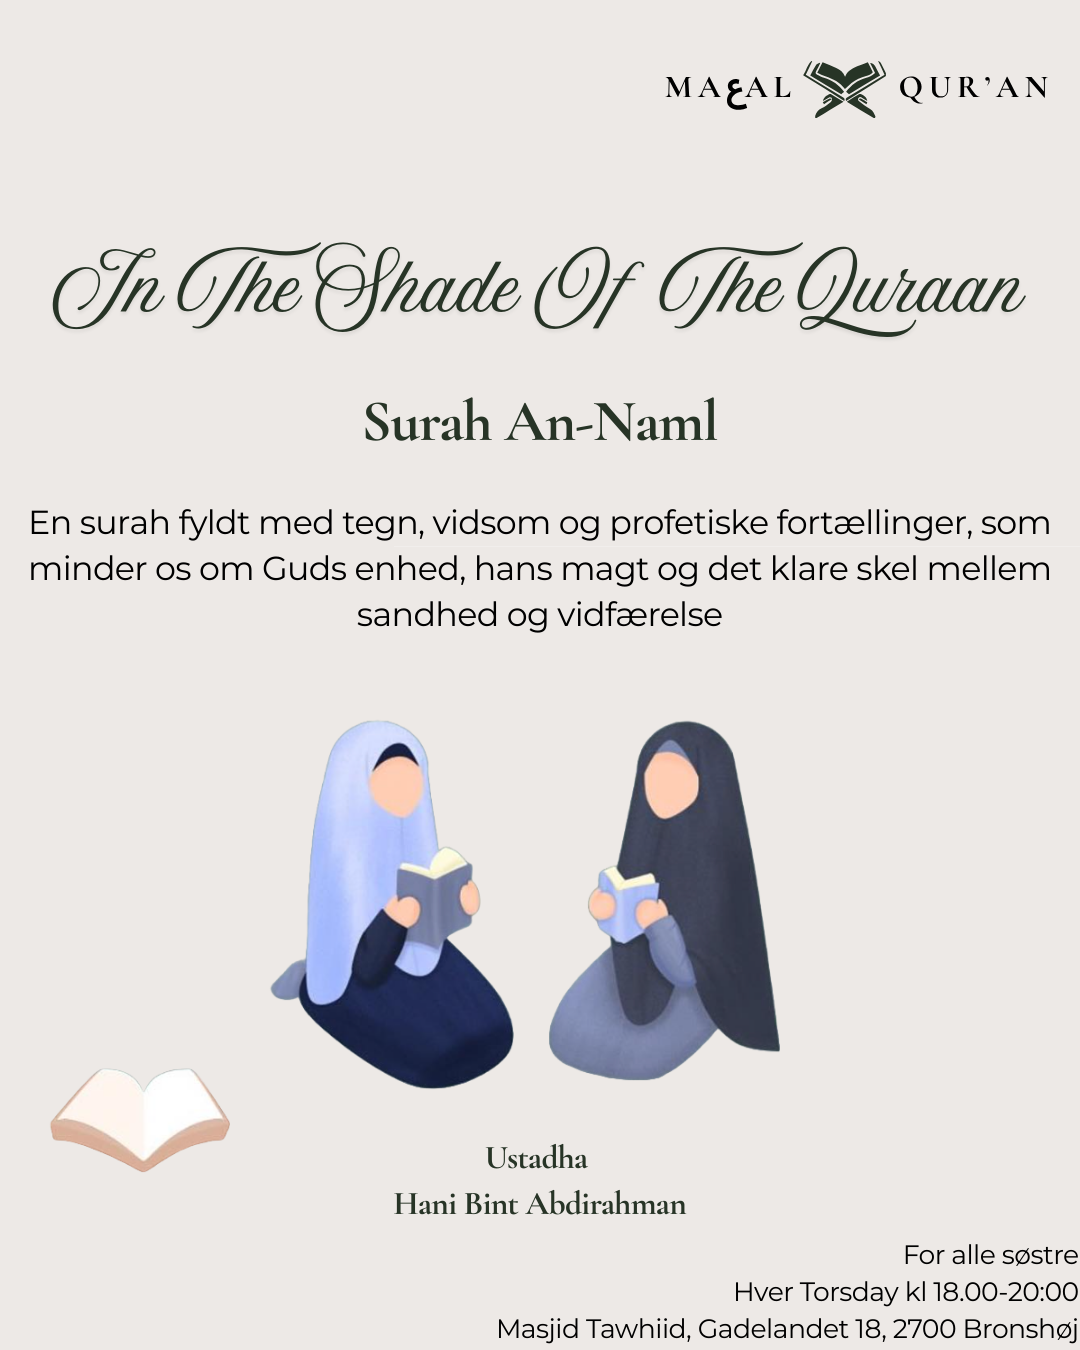 MAعAL QUR'AN
In The Shade Of The Quraan
Surah An-Naml
En surah fyldt med tegn, vidsom og profetiske fortællinger, som
minder os om Guds enhed, hans magt og det klare skel mellem
sandhed og vidfærelse
Ustadha
Hani Bint Abdirahman
For alle søstre
Hver Torsday kl 18.00-20:00
Masjid Tawhiid, Gadelandet 18, 2700 Bronshøj